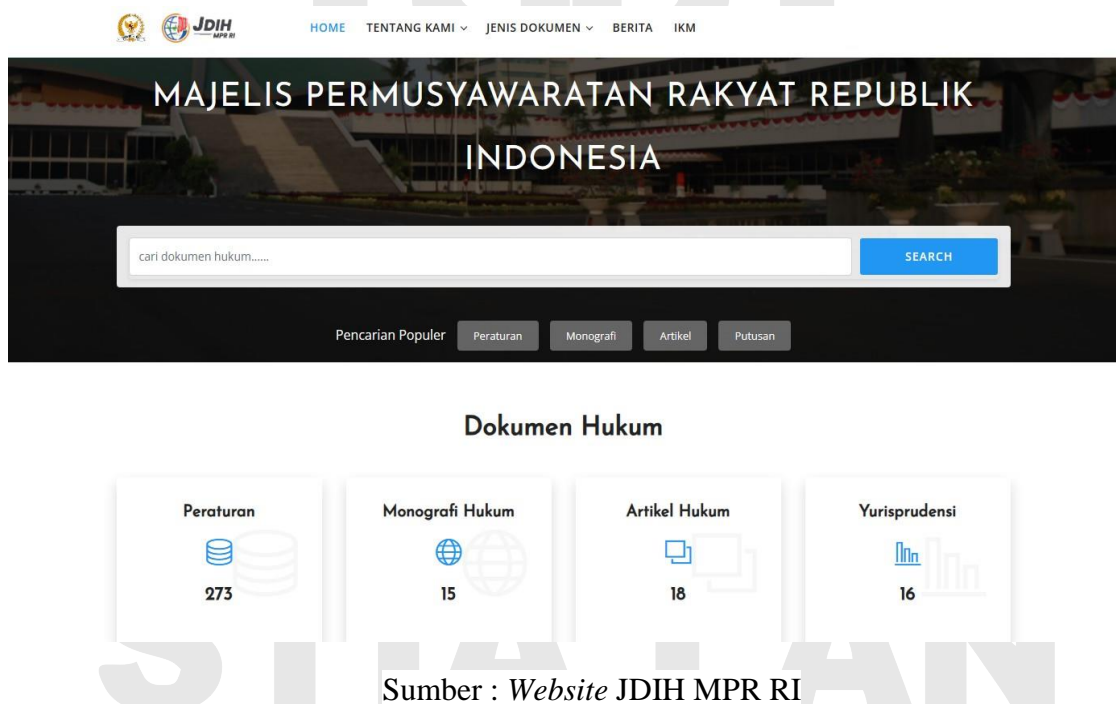 JDIH
MPR RI
HOME TENTANG KAMI JENIS DOKUMEN BERITA IKM
MAJELIS PERMUSYAWARATAN RAKYAT REPUBLIK
INDONESIA
cari dokumen hukum......
SEARCH
Pencarian Populer Peraturan Monografi Artikel Putusan
Dokumen Hukum
Peraturan Monografi Hukum Artikel Hukum Yurisprudensi
273 15 18 16
Sumber : Website JDIH MPR RI